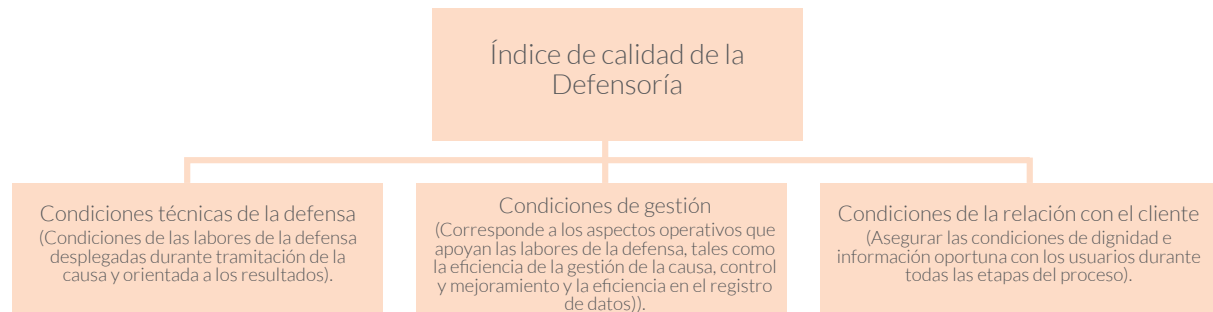 Índice de calidad de la
Defensoría
Condiciones técnicas de la defensa
(Condiciones de las labores de la defensa
desplegadas durante tramitación de la
causa y orientada a los resultados).
Condiciones de gestión
(Corresponde a los aspectos operativos que
apoyan las labores de la defensa, tales como
la eficiencia de la gestión de la causa, control
y mejoramiento y la eficiencia en el registro
de datos)).
Condiciones de la relación con el cliente
(Asegurar las condiciones de dignidad e
información oportuna con los usuarios durante
todas las etapas del proceso).